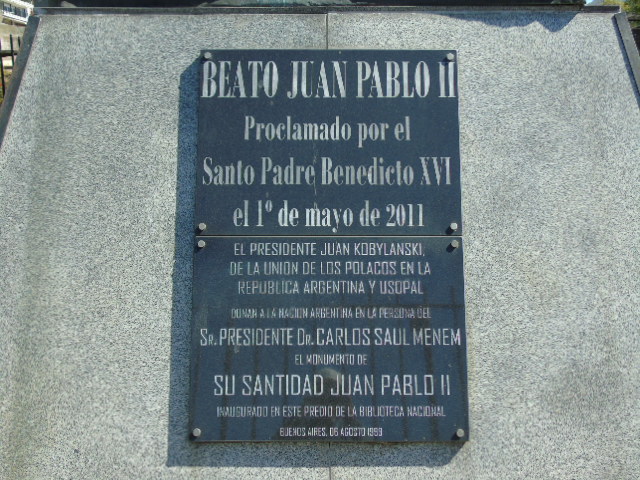 BEATO JUAN PABLO II
Proclamado por el
Santo Padre Benedicto XVI
el 1º de mayo de 2011
EL PRESIDENTE JUAN KOBYLANSKI,
DE LA UNION DE LOS POLACOS EN LA
REPUBLICA ARGENTINA Y USOPAL
DONAN A LA NACION ARGENTINA EN LA PERSONA DEL
SR. PRESIDENTE DR. CARLOS SAUL MENEM
EL MONUMENTO DE
SU SANTIDAD JUAN PABLO II
INAUGURADO EN ESTE PREDIO DE LA BIBLIOTECA NACIONAL
BUENOS AIRES, 06 AGOSTO 1999